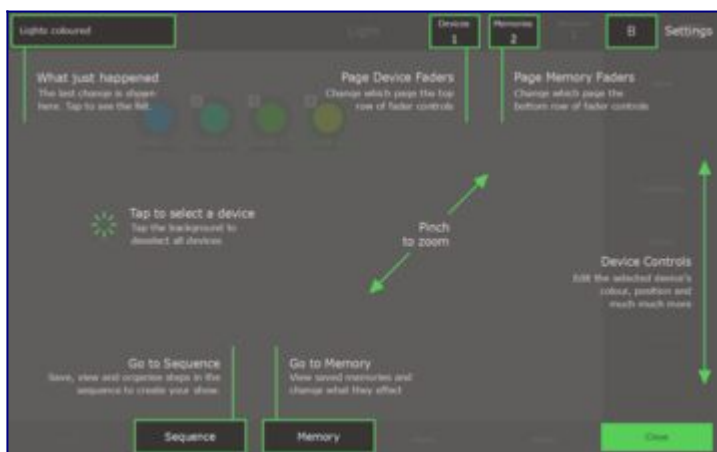 Lights coloured
Devices
1
Memories
2
B
Settings
What just happened
The last change is shown
here. Tap to see the list.
Page Device Faders
Change which page the top
row of fader controls
Page Memory Faders
Change which page the
bottom row of fader controls
Tap to select a device
Tap the background to
deselect all devices
Pinch
to zoom
Device Controls
Edit the selected device's
colour, position and
much much more
Go to Sequence
Save, view and organise steps in the
sequence to create your show.
Go to Memory
View saved memories and
change what they effect
Sequence
Memory
Close